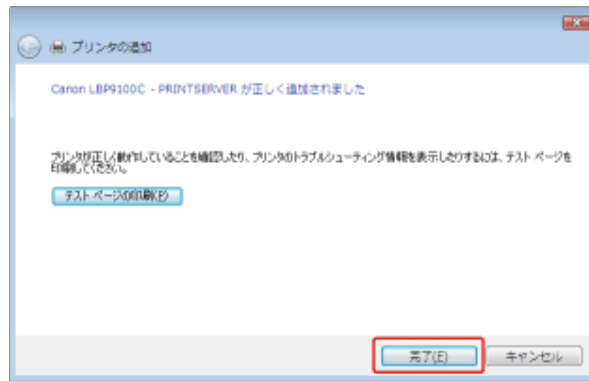 プリンタの追加
Canon LBP9100C - PRINTSERVER が正しく追加されました
プリンタが正しく動作していることを確認したり、プリンタのトラブルシューティング情報を表示したりするには、テスト ページを
印刷してください。
テスト ページの印刷(P)
完了(F)
キャンセル